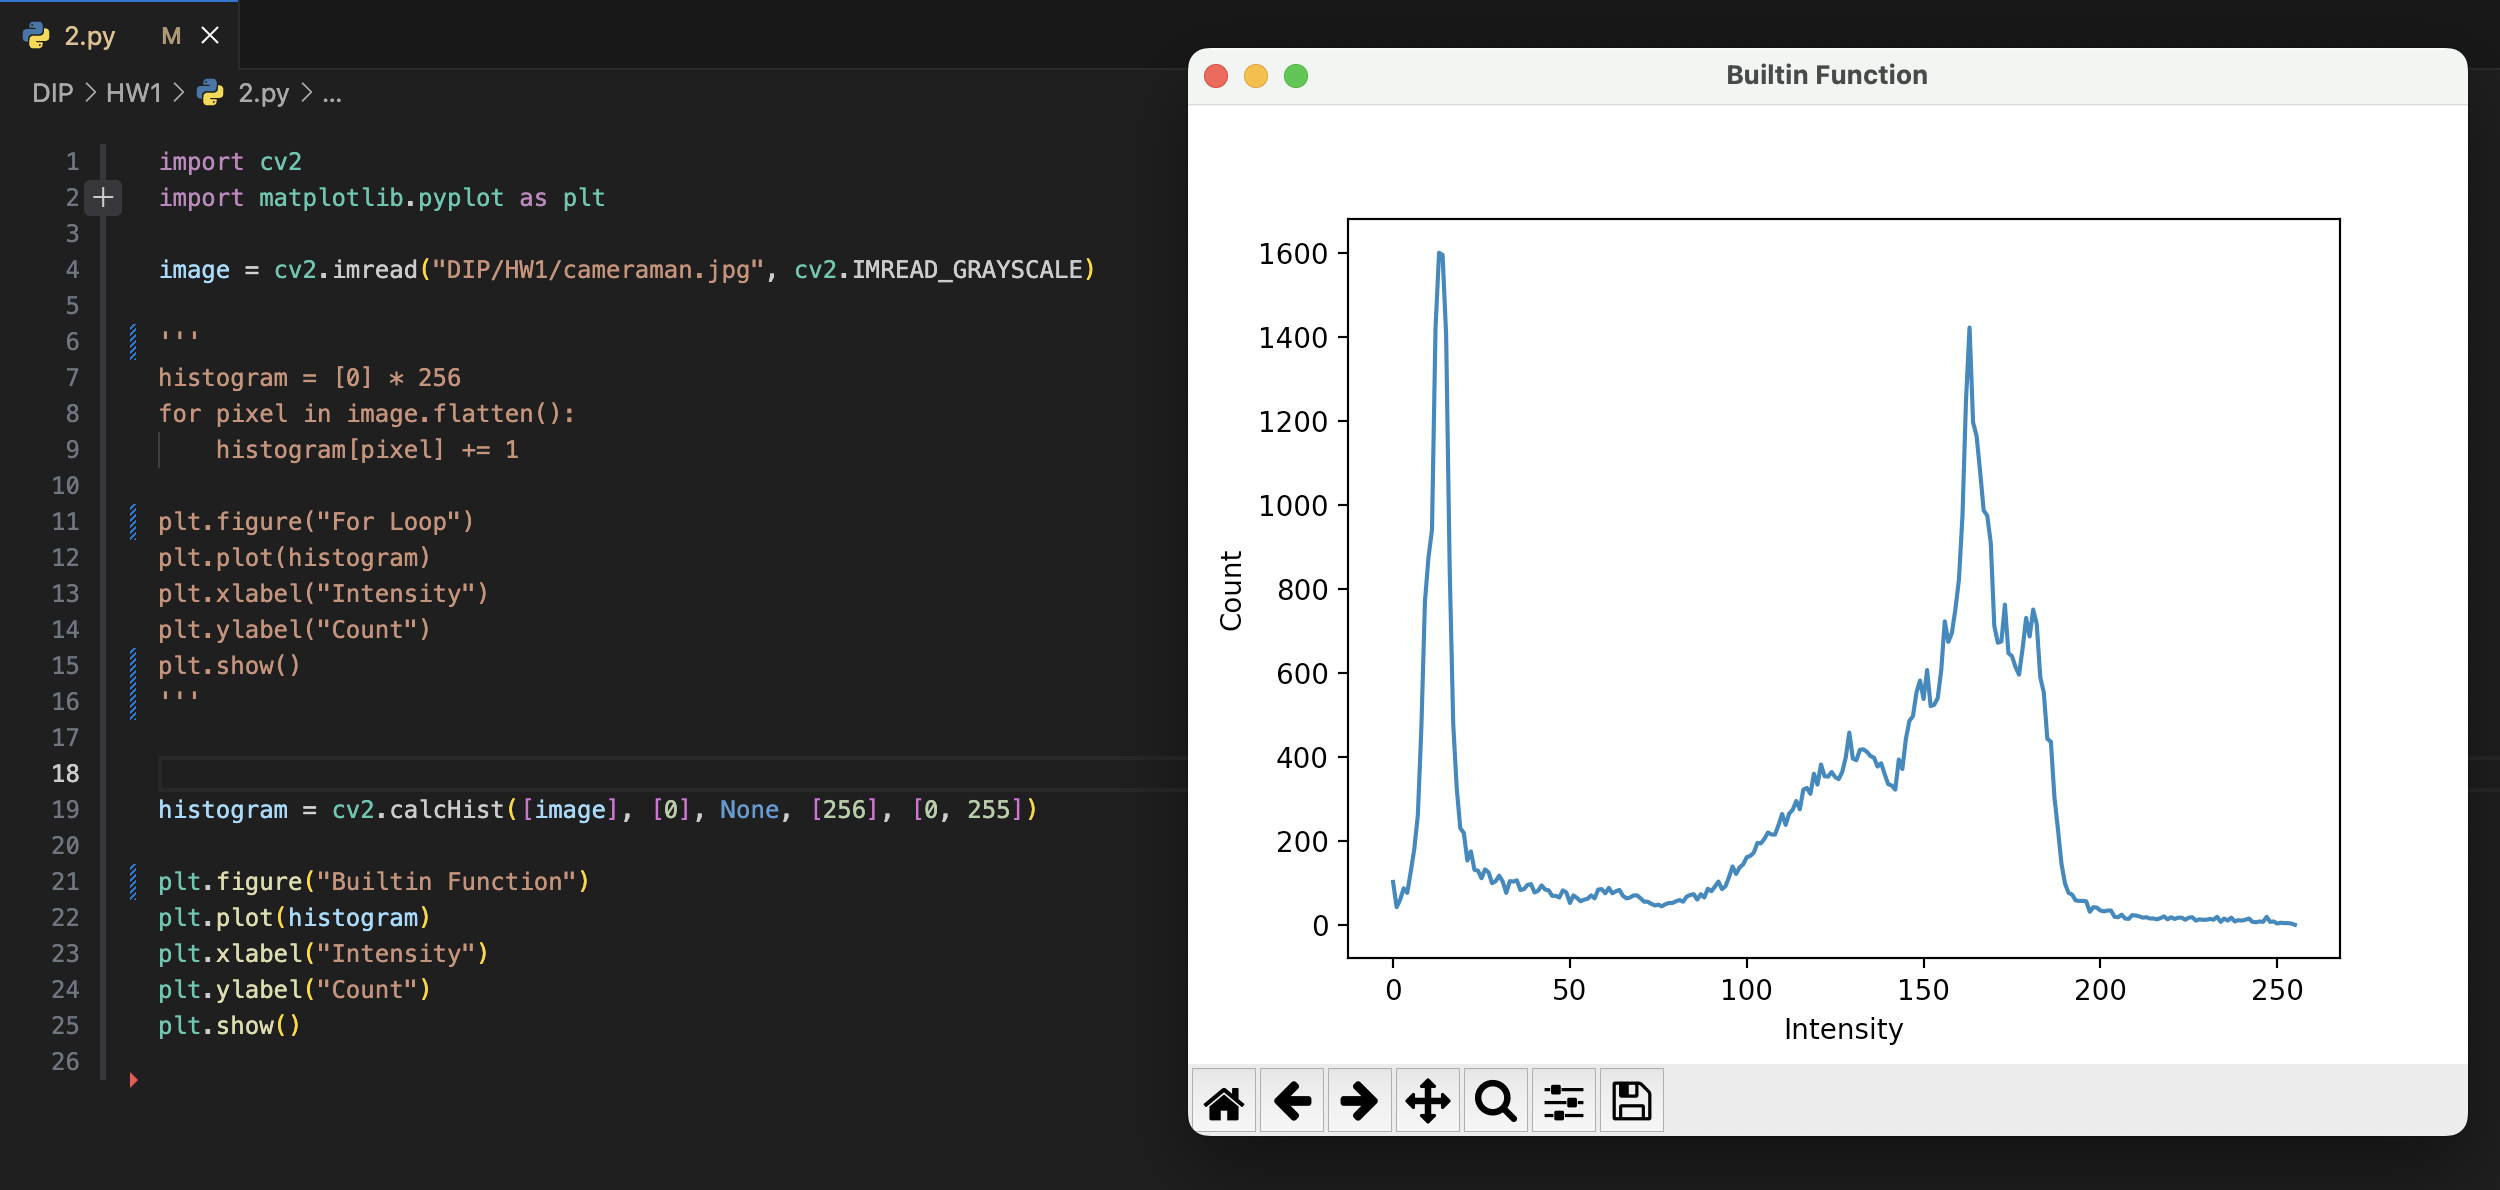 2.py M
DIP > HW1 > 2.py > ...
1 import cv2
2 import matplotlib.pyplot as plt
3
4 image = cv2.imread("DIP/HW1/cameraman.jpg", cv2.IMREAD_GRAYSCALE)
5
6 '''
7 histogram = [0] * 256
8 for pixel in image.flatten():
9     histogram[pixel] += 1
10
11 plt.figure("For Loop")
12 plt.plot(histogram)
13 plt.xlabel("Intensity")
14 plt.ylabel("Count")
15 plt.show()
16 '''
17
18
19 histogram = cv2.calcHist([image], [0], None, [256], [0, 255])
20
21 plt.figure("Builtin Function")
22 plt.plot(histogram)
23 plt.xlabel("Intensity")
24 plt.ylabel("Count")
25 plt.show()
26
Builtin Function
1600
1400
1200
1000
800
600
400
200
0
Count
0 50 100 150 200 250
Intensity